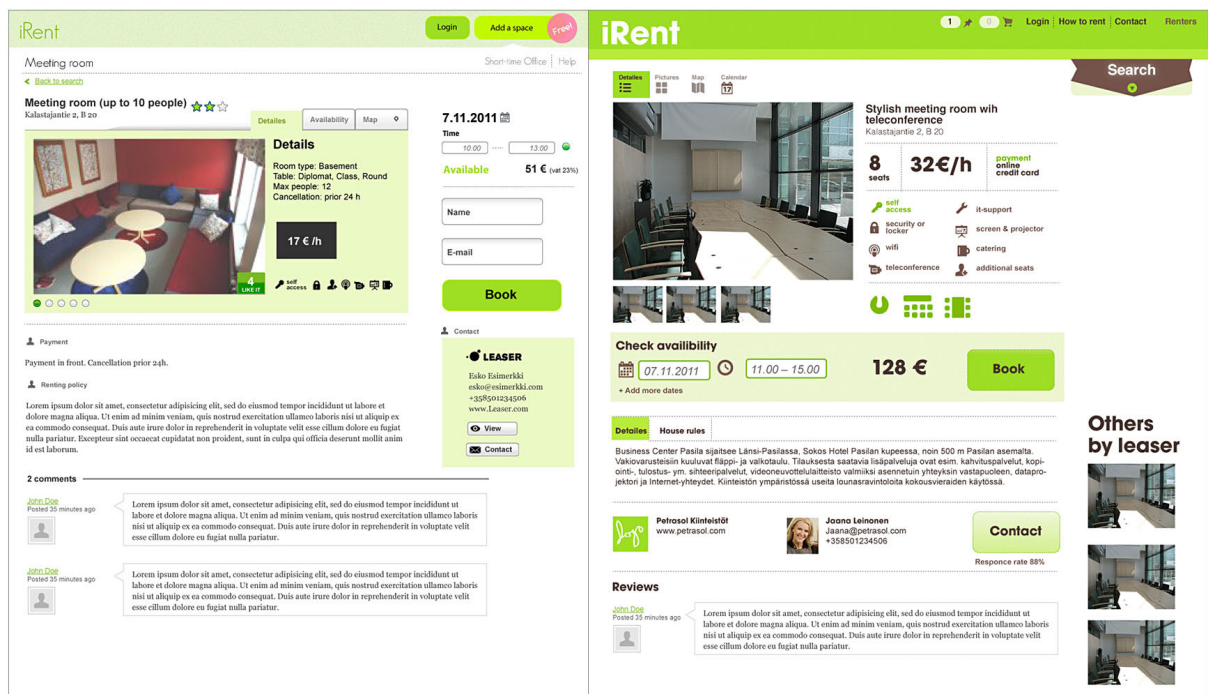 iRent
Login
Add a space
Free!
Meeting room
Short-time Office
Help
Back to search
Meeting room (up to 10 people)
Kalastajantie 2, B 20
Detailes
Availability
Map
Details
Room type: Basement
Table: Diplomat, Class, Round
Max people: 12
Cancellation: prior 24 h
17 € /h
4
LIKE IT
self
access
7.11.2011
Time
10:00 ..... 13:00
Available
51 € (vat 23%)
Name
E-mail
Book
Contact
LEASER
Esko Esimerkki
esko@esimerkki.com
+358501234506
www.Leaser.com
View
Contact
Payment
Payment in front. Cancellation prior 24h.
Renting policy
Lorem ipsum dolor sit amet, consectetur adipisicing elit, sed do eiusmod tempor incididunt ut labore et
dolore magna aliqua. Ut enim ad minim veniam, quis nostrud exercitation ullamco laboris nisi ut aliquip ex
ea commodo consequat. Duis aute irure dolor in reprehenderit in voluptate velit esse cillum dolore eu fugiat
nulla pariatur. Excepteur sint occaecat cupidatat non proident, sunt in culpa qui officia deserunt mollit anim
id est laborum.
2 comments
John Doe
Posted 35 minutes ago
Lorem ipsum dolor sit amet, consectetur adipisicing elit, sed do eiusmod tempor incididunt ut
labore et dolore magna aliqua. Ut enim ad minim veniam, quis nostrud exercitation ullamco laboris
nisi ut aliquip ex ea commodo consequat. Duis aute irure dolor in reprehenderit in voluptate velit
esse cillum dolore eu fugiat nulla pariatur.
John Doe
Posted 35 minutes ago
Lorem ipsum dolor sit amet, consectetur adipisicing elit, sed do eiusmod tempor incididunt ut
labore et dolore magna aliqua. Ut enim ad minim veniam, quis nostrud exercitation ullamco laboris
nisi ut aliquip ex ea commodo consequat. Duis aute irure dolor in reprehenderit in voluptate velit
esse cillum dolore eu fugiat nulla pariatur.
iRent
1
0
Login
How to rent
Contact
Renters
Search
Detailes
Pictures
Map
Calendar
17
Stylish meeting room wih
teleconference
Kalastajantie 2, B 20
8
seats
32€/h
payment
online
credit card
self
access
it-support
security or
locker
screen & projector
wifi
catering
teleconference
additional seats
Check availibility
07.11.2011
11.00 – 15.00
128 €
Book
+ Add more dates
Detailes
House rules
Business Center Pasila sijaitsee Länsi-Pasilassa, Sokos Hotel Pasilan kupeessa, noin 500 m Pasilan asemalta.
Vakiovarusteisiin kuuluvat fläppi- ja valkotaulu. Tilauksesta saatavia lisäpalveluja ovat esim. kahvituspalvelut, kopi-
ointi-, tulostus- ym. sihteeripalvelut, videoneuvottelulaitteisto valmiiksi asennetuin yhteyksin vastapuoleen, datapro-
jektori ja Internet-yhteydet. Kiinteistön ympäristössä useita lounasravintoloita kokousvieraiden käytössä.
logo
Petrasol Kiinteistöt
www.petrasol.com
Jaana Leinonen
Jaana@petrasol.com
+358501234506
Contact
Responce rate 88%
Reviews
John Doe
Posted 35 minutes ago
Lorem ipsum dolor sit amet, consectetur adipisicing elit, sed do eiusmod tempor incididunt ut
labore et dolore magna aliqua. Ut enim ad minim veniam, quis nostrud exercitation ullamco laboris
nisi ut aliquip ex ea commodo consequat. Duis aute irure dolor in reprehenderit in voluptate velit
esse cillum dolore eu fugiat nulla pariatur.
Others
by leaser